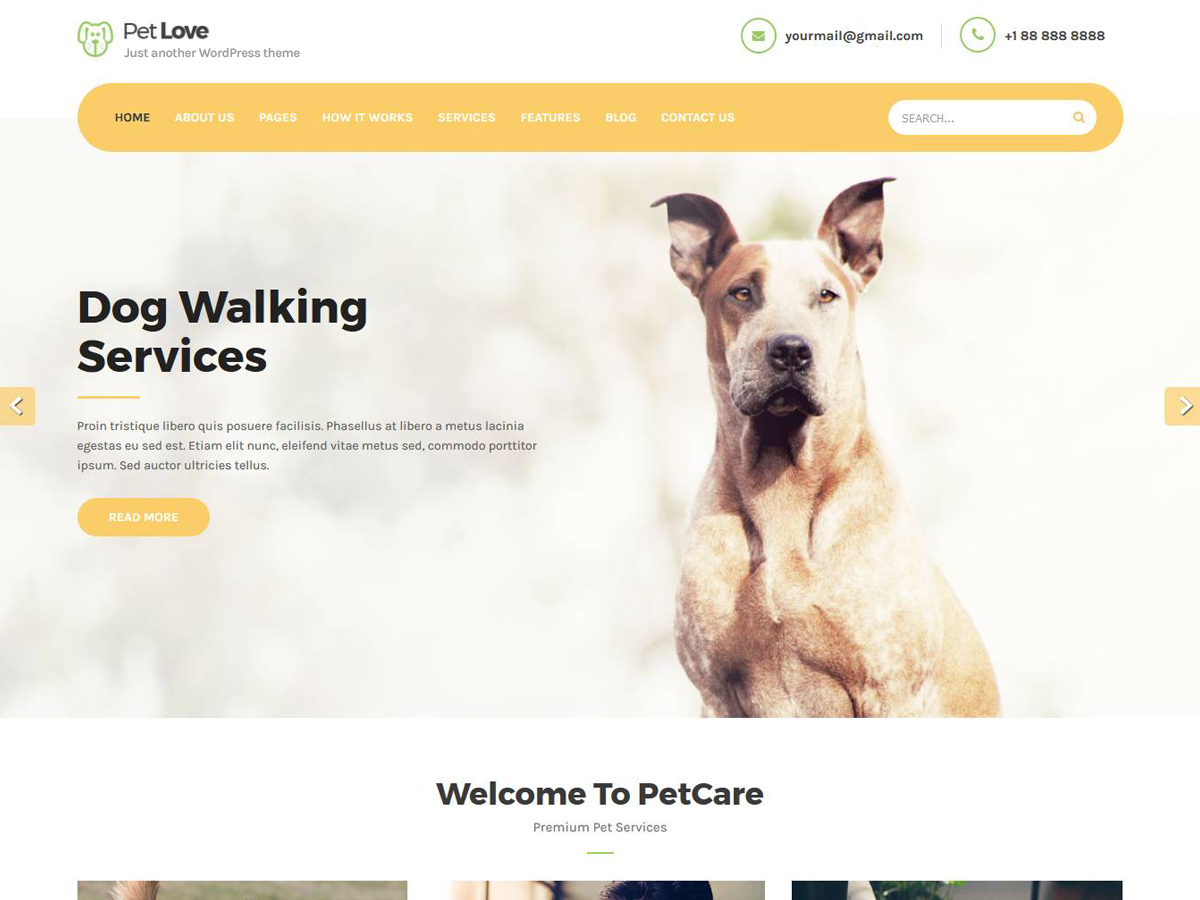 Pet Love
Just another WordPress theme
yourmail@gmail.com
+1 88 888 8888
HOME ABOUT US PAGES HOW IT WORKS SERVICES FEATURES BLOG CONTACT US
SEARCH...
Dog Walking
Services
Proin tristique libero quis posuere facilisis. Phasellus at libero a metus lacinia
egestas eu sed est. Etiam elit nunc, eleifend vitae metus sed, commodo porttitor
ipsum. Sed auctor ultricies tellus.
READ MORE
Welcome To PetCare
Premium Pet Services